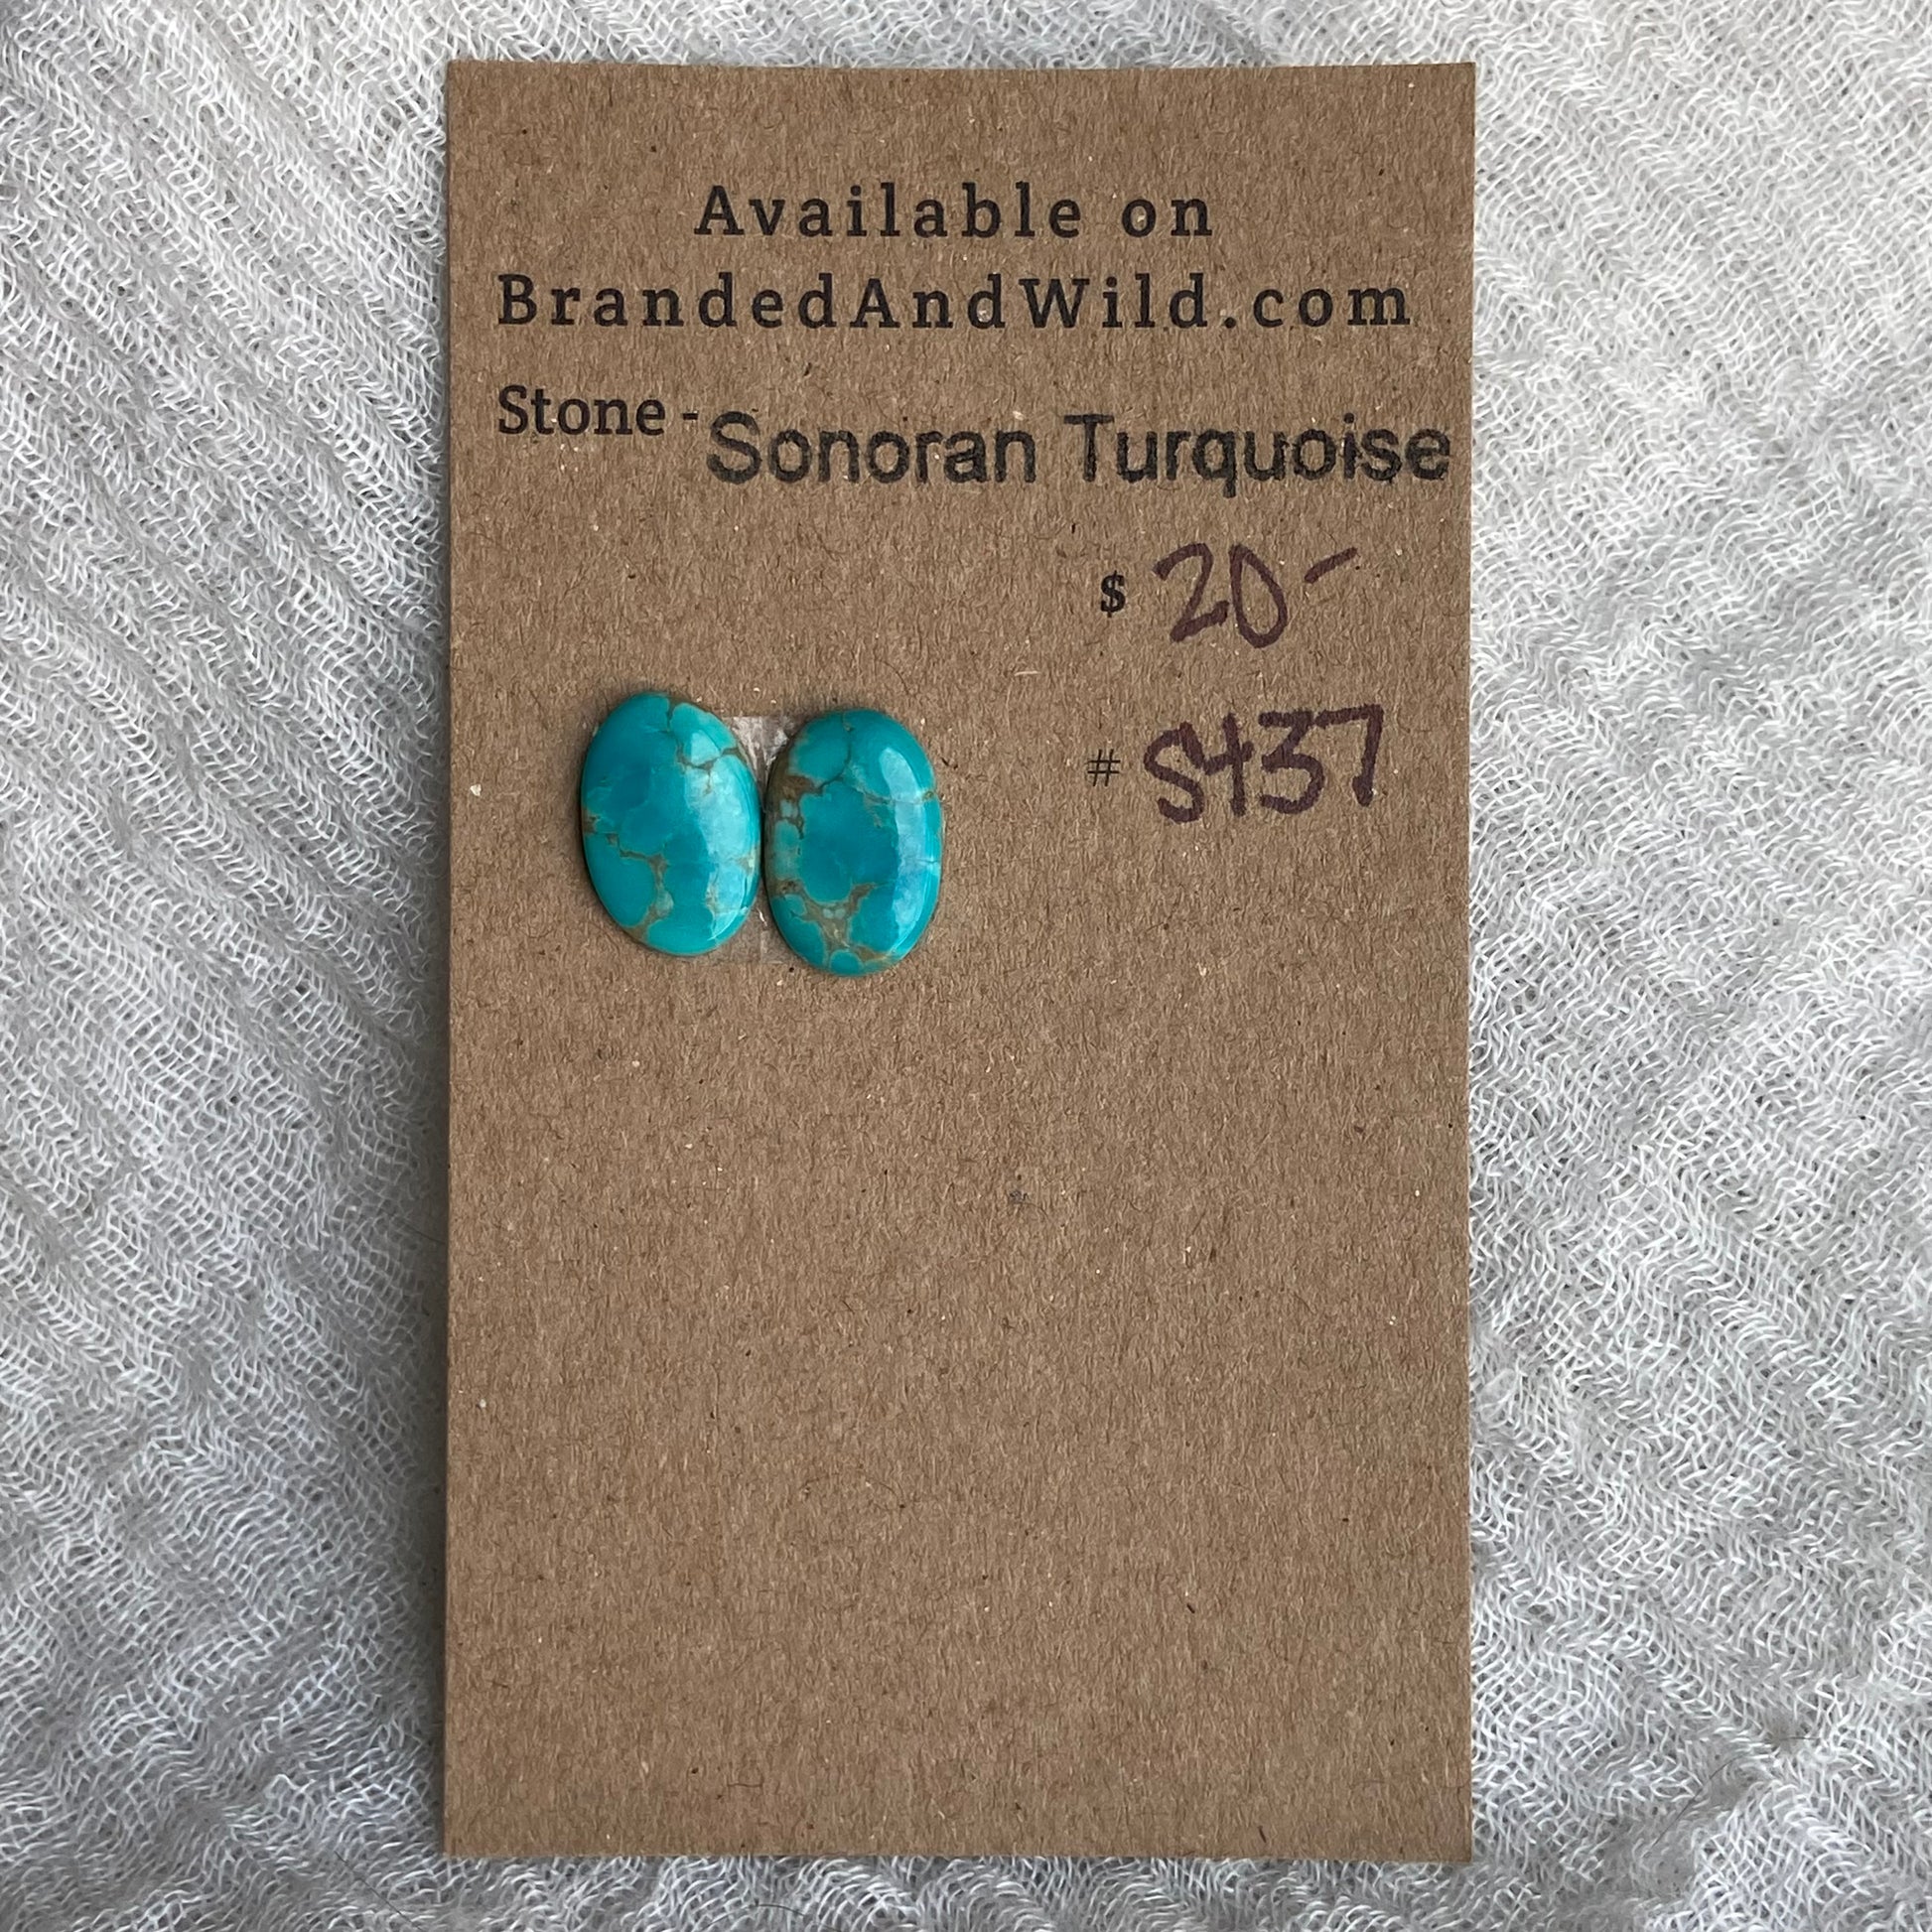 Available on
BrandedAndWild.com
Stone - Sonoran Turquoise
$ 20-
# S437